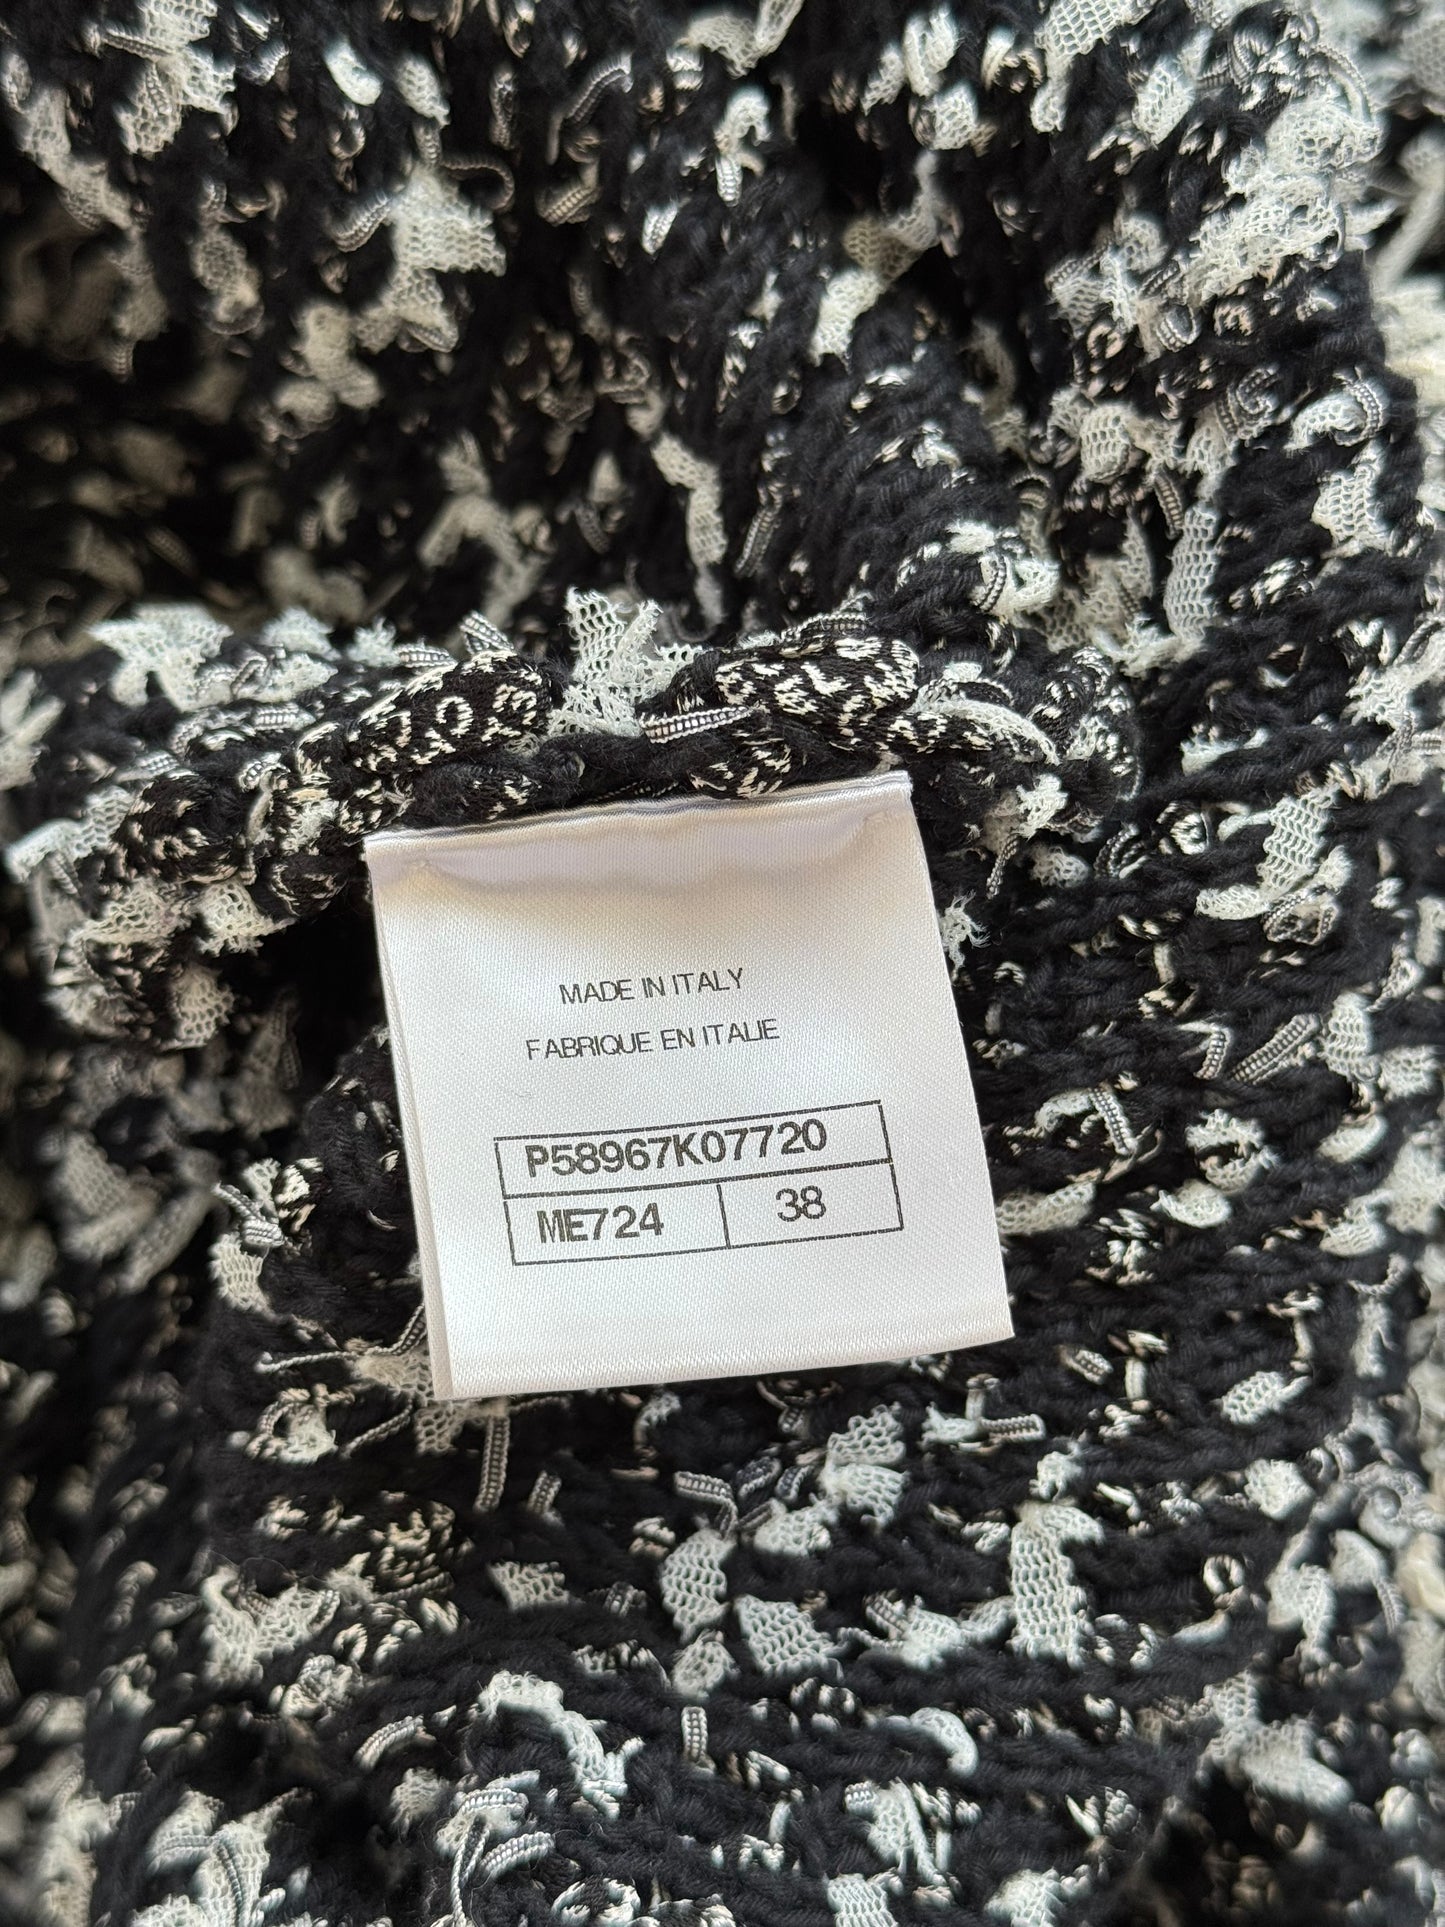 MADE IN ITALY
FABRIQUE EN ITALIE
P58967K07720
ME724 38